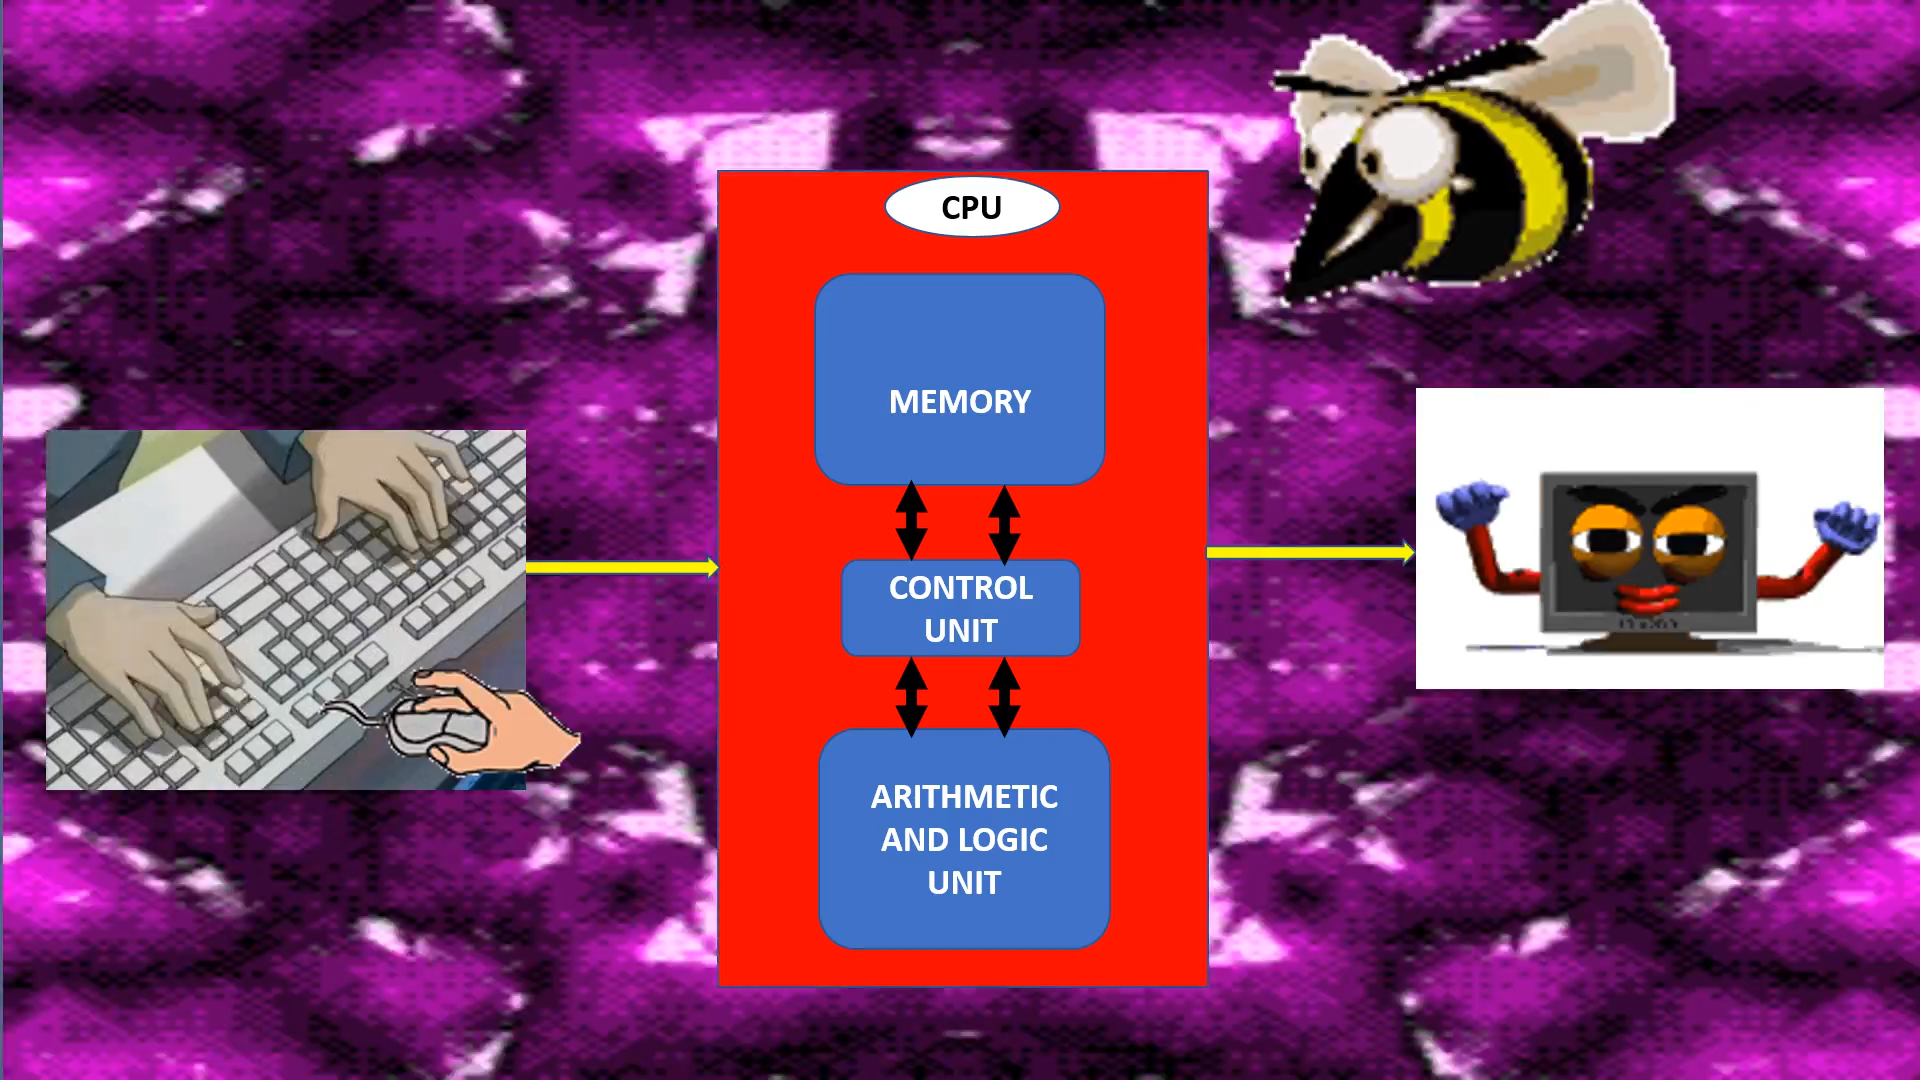 CPU
MEMORY
CONTROL
UNIT
ARITHMETIC
AND LOGIC
UNIT